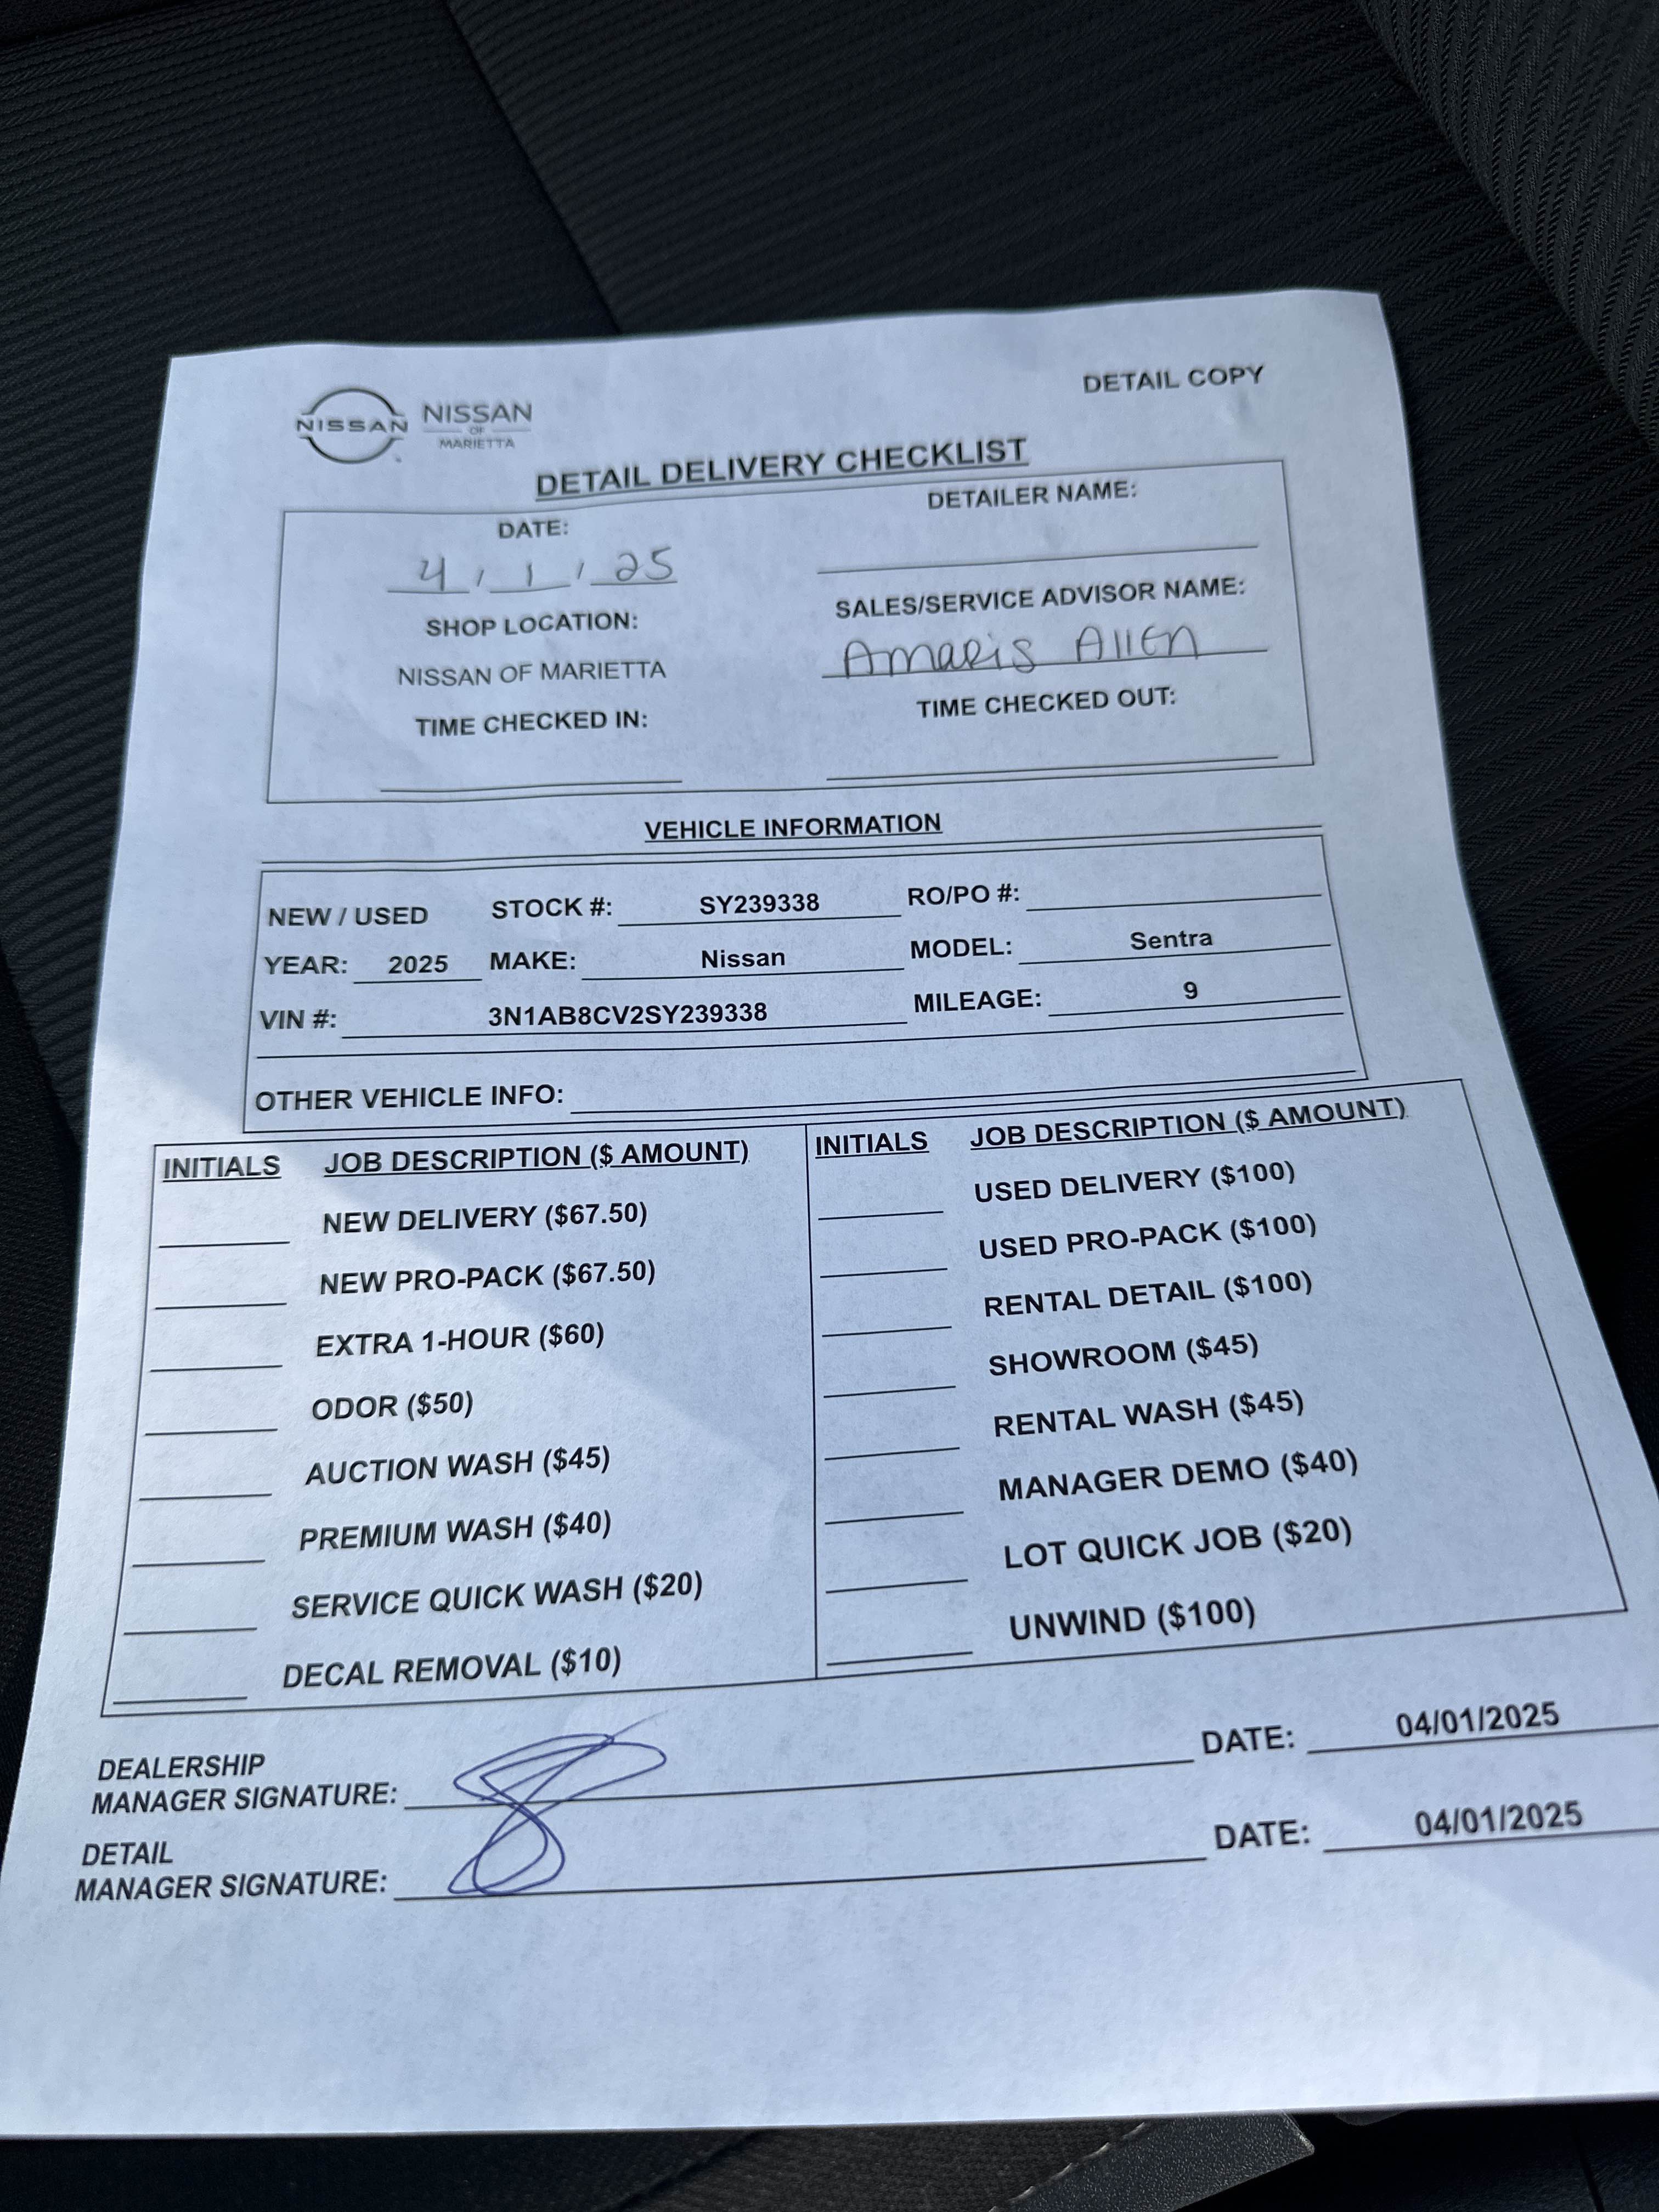 DETAIL COPY
NISSAN NISSAN
OF
MARIETTA
DETAIL DELIVERY CHECKLIST
DATE: DETAILER NAME:
4 / 1 / 25
SHOP LOCATION: SALES/SERVICE ADVISOR NAME:
NISSAN OF MARIETTA Amaris Allen
TIME CHECKED IN: TIME CHECKED OUT:
VEHICLE INFORMATION
NEW / USED STOCK #: SY239338 RO/PO #:
YEAR: 2025 MAKE: Nissan MODEL: Sentra
VIN #: 3N1AB8CV2SY239338 MILEAGE: 9
OTHER VEHICLE INFO:
INITIALS JOB DESCRIPTION ($ AMOUNT) INITIALS JOB DESCRIPTION ($ AMOUNT)
NEW DELIVERY ($67.50) USED DELIVERY ($100)
NEW PRO-PACK ($67.50) USED PRO-PACK ($100)
EXTRA 1-HOUR ($60) RENTAL DETAIL ($100)
ODOR ($50) SHOWROOM ($45)
AUCTION WASH ($45) RENTAL WASH ($45)
PREMIUM WASH ($40) MANAGER DEMO ($40)
SERVICE QUICK WASH ($20) LOT QUICK JOB ($20)
DECAL REMOVAL ($10) UNWIND ($100)
DEALERSHIP
MANAGER SIGNATURE: DATE: 04/01/2025
DETAIL
MANAGER SIGNATURE: DATE: 04/01/2025